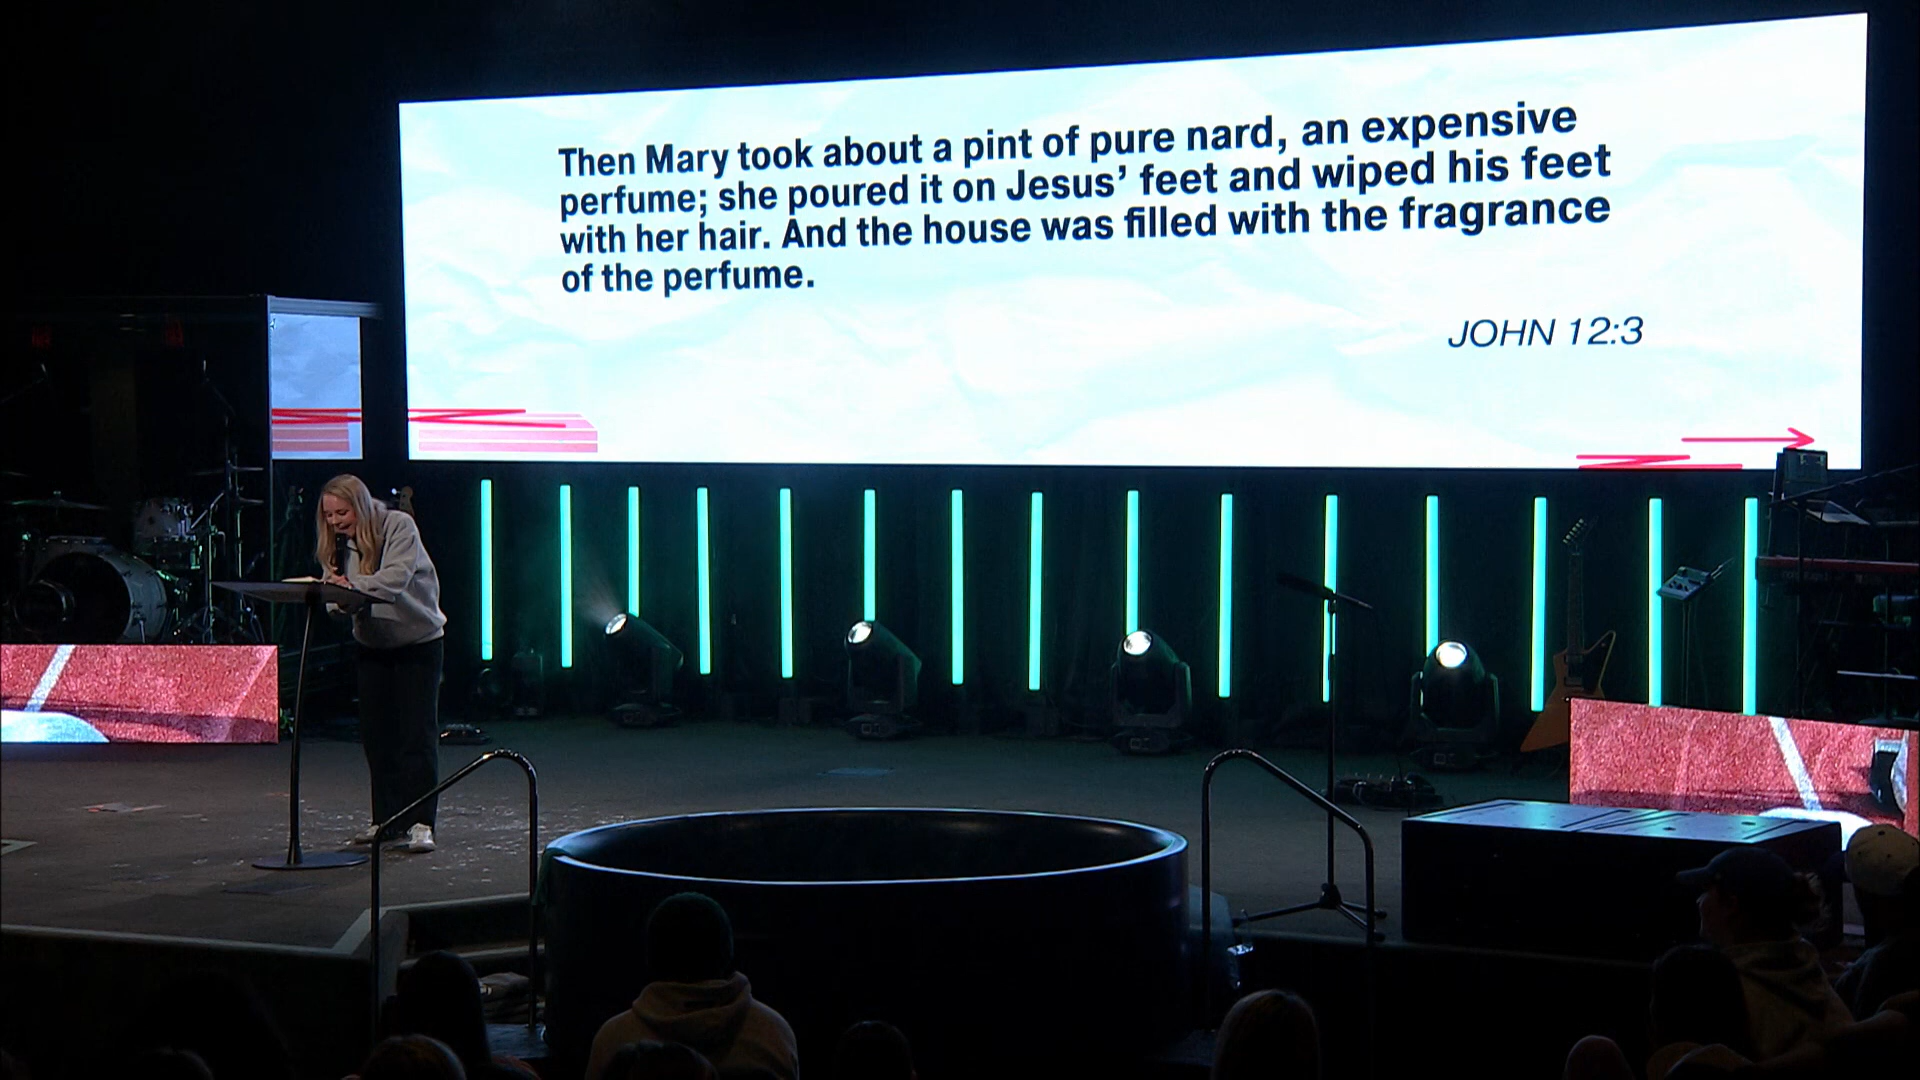 Then Mary took about a pint of pure nard, an expensive
perfume; she poured it on Jesus’ feet and wiped his feet
with her hair. And the house was filled with the fragrance
of the perfume.
JOHN 12:3